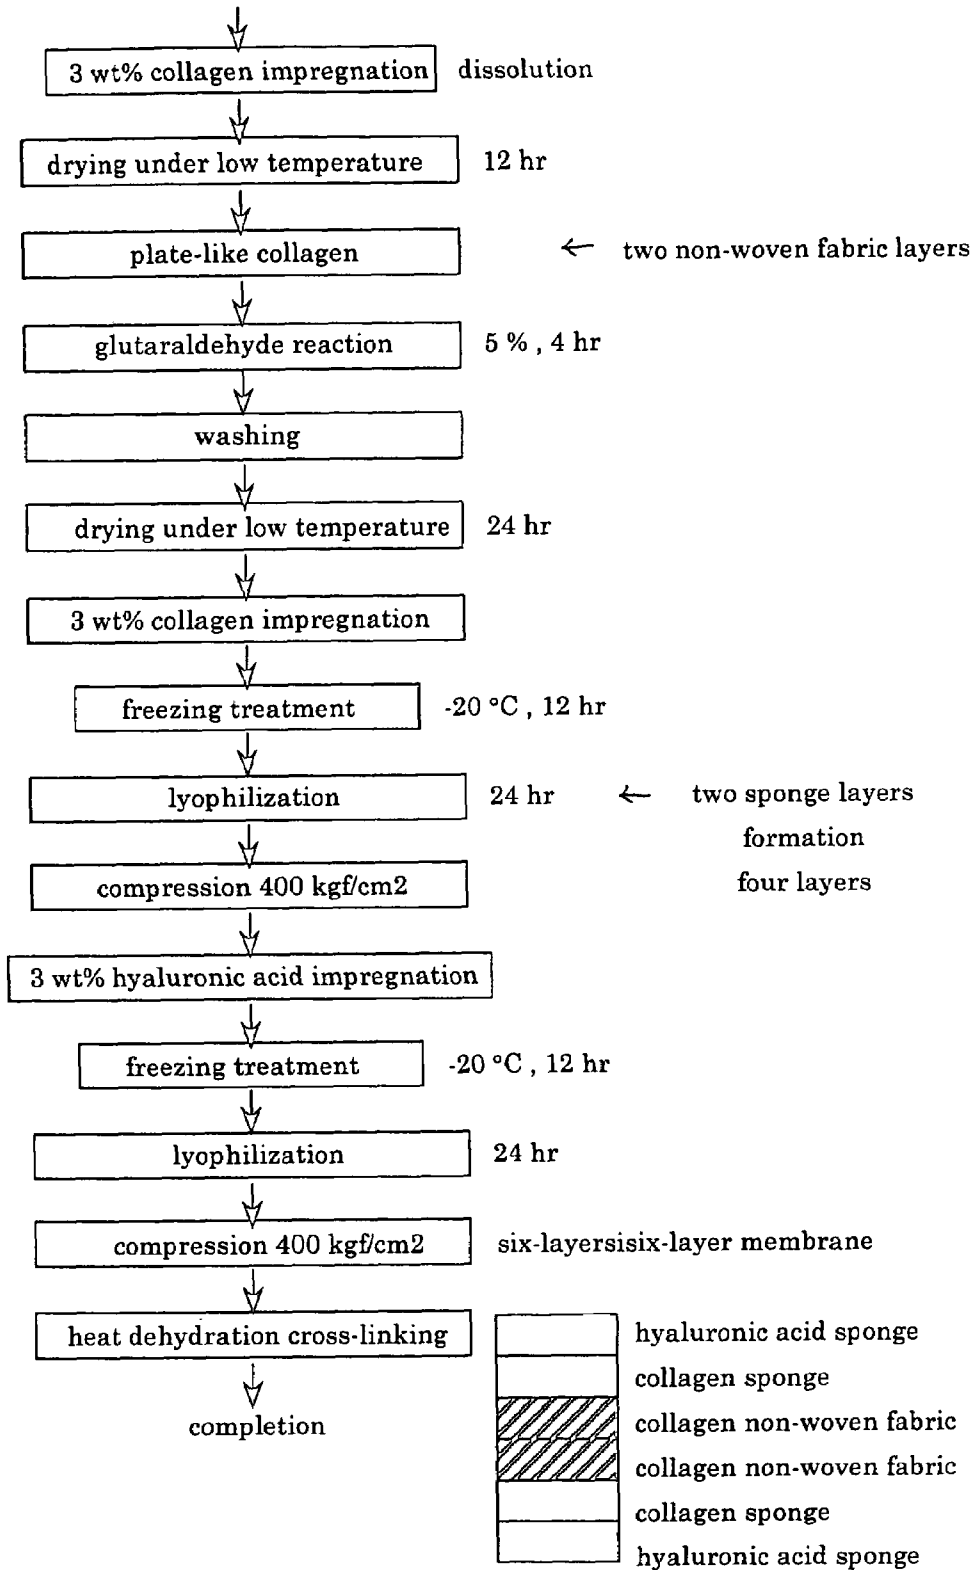 3 wt% collagen impregnation dissolution
drying under low temperature 12 hr
plate-like collagen ← two non-woven fabric layers
glutaraldehyde reaction 5 % , 4 hr
washing
drying under low temperature 24 hr
3 wt% collagen impregnation
freezing treatment -20 °C , 12 hr
lyophilization 24 hr ← two sponge layers
formation
compression 400 kgf/cm2 four layers
3 wt% hyaluronic acid impregnation
freezing treatment -20 °C , 12 hr
lyophilization 24 hr
compression 400 kgf/cm2 six-layersisix-layer membrane
heat dehydration cross-linking hyaluronic acid sponge
collagen sponge
completion collagen non-woven fabric
collagen non-woven fabric
collagen sponge
hyaluronic acid sponge